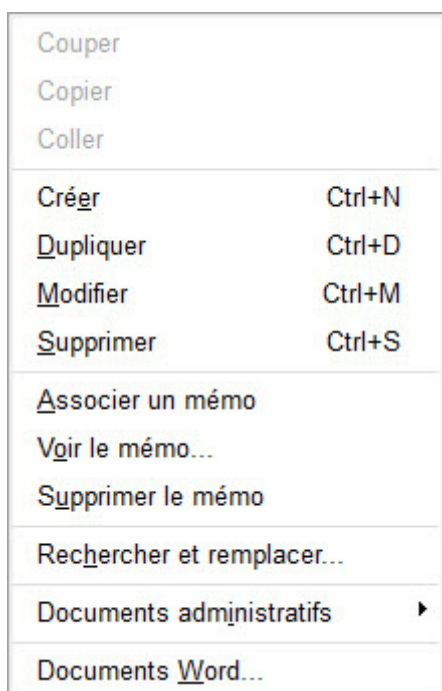 Couper
Copier
Coller
Créer Ctrl+N
Dupliquer Ctrl+D
Modifier Ctrl+M
Supprimer Ctrl+S
Associer un mémo
Voir le mémo...
Supprimer le mémo
Rechercher et remplacer...
Documents administratifs
Documents Word...